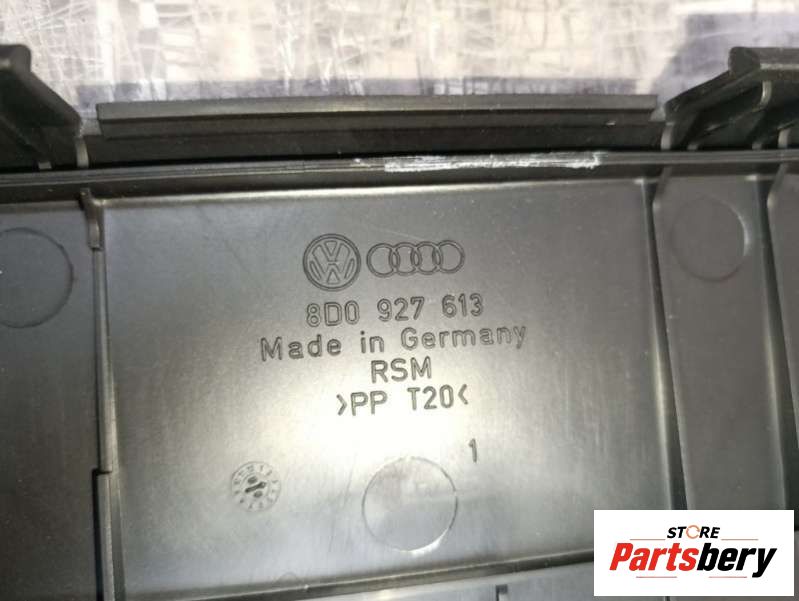 8D0 927 613
Made in Germany
RSM
>PP T20<
1
STORE
Partsbery